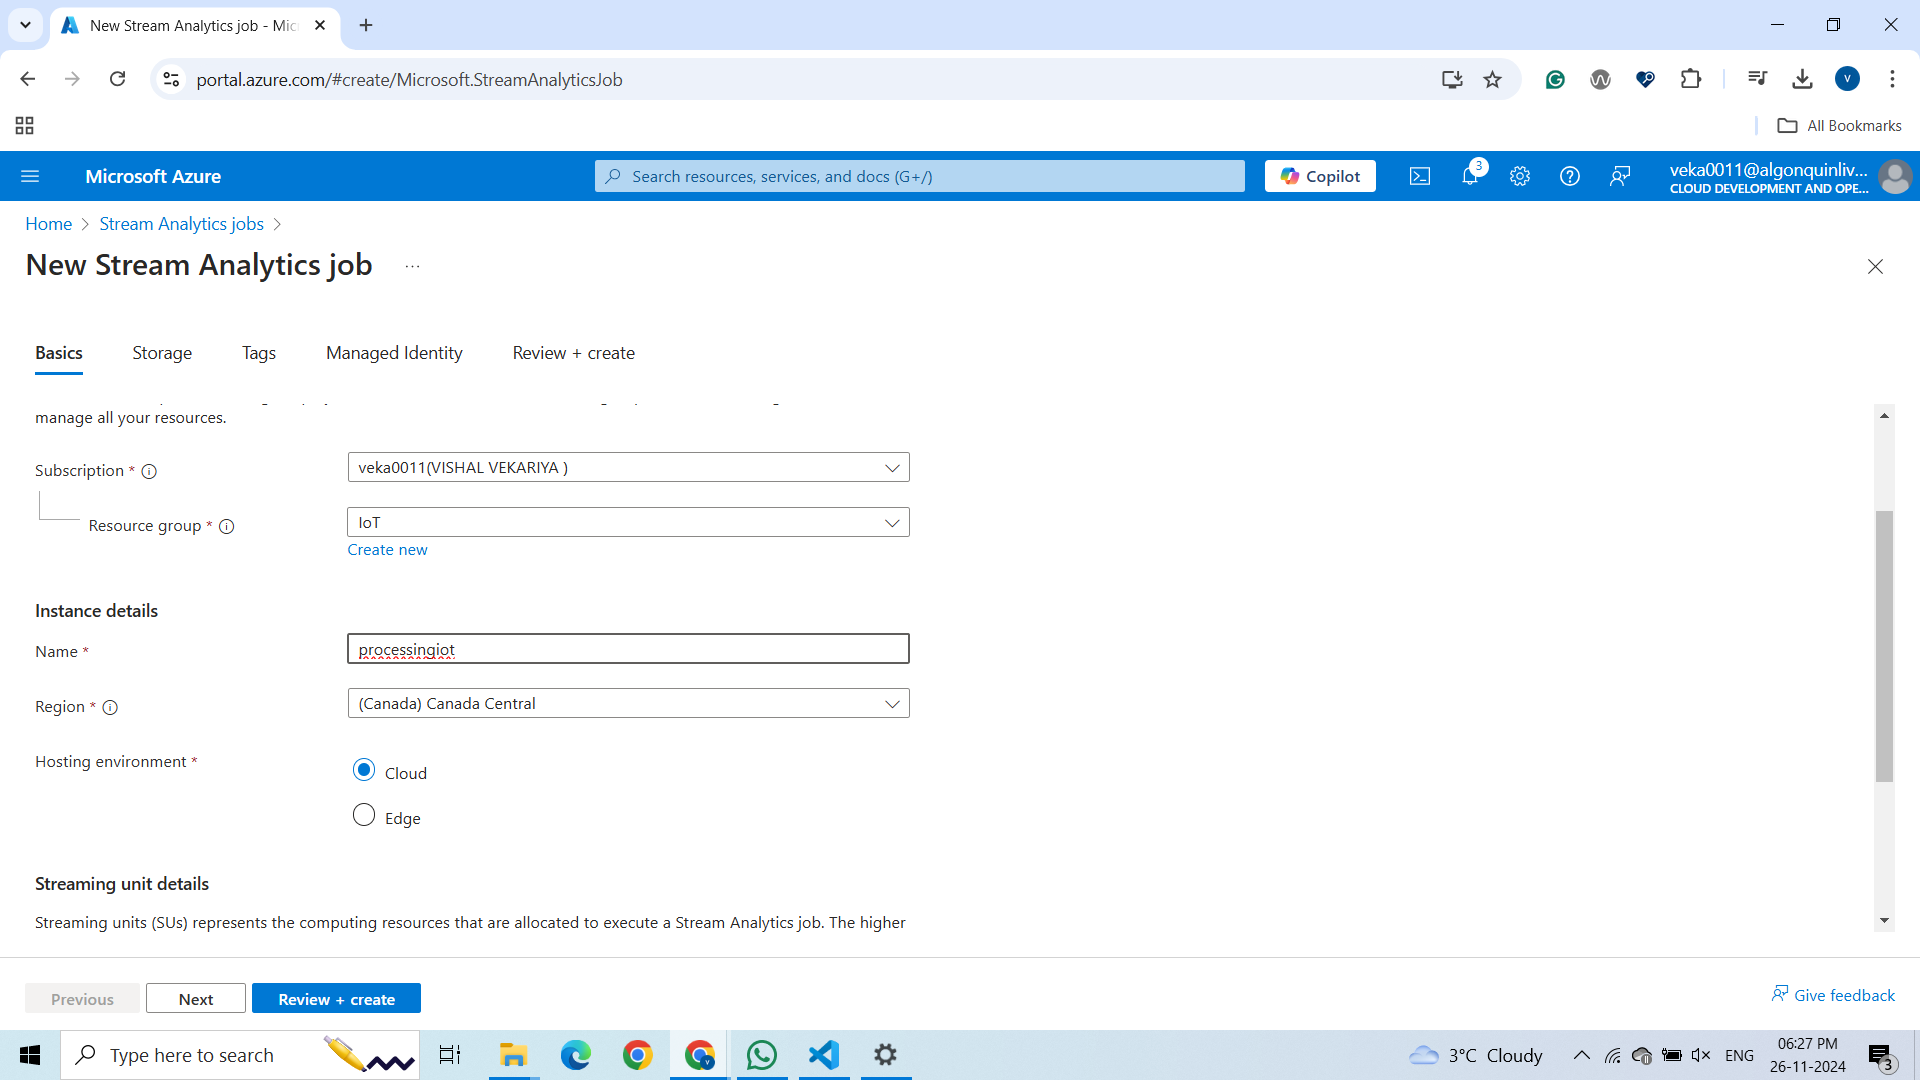 New Stream Analytics job - Mic
portal.azure.com/#create/Microsoft.StreamAnalyticsJob
V
All Bookmarks
Microsoft Azure
Search resources, services, and docs (G+/)
Copilot
3
veka0011@algonquinliv...
CLOUD DEVELOPMENT AND OPE...
Home
Stream Analytics jobs
New Stream Analytics job
...
Basics
Storage
Tags
Managed Identity
Review + create
manage all your resources.
Subscription *
veka0011(VISHAL VEKARIYA )
Resource group *
IoT
Create new
Instance details
Name *
processingiot
Region *
(Canada) Canada Central
Hosting environment *
Cloud
Edge
Streaming unit details
Streaming units (SUs) represents the computing resources that are allocated to execute a Stream Analytics job. The higher
Previous
Next
Review + create
Give feedback
Type here to search
3°C Cloudy
ENG
06:27 PM
26-11-2024
3